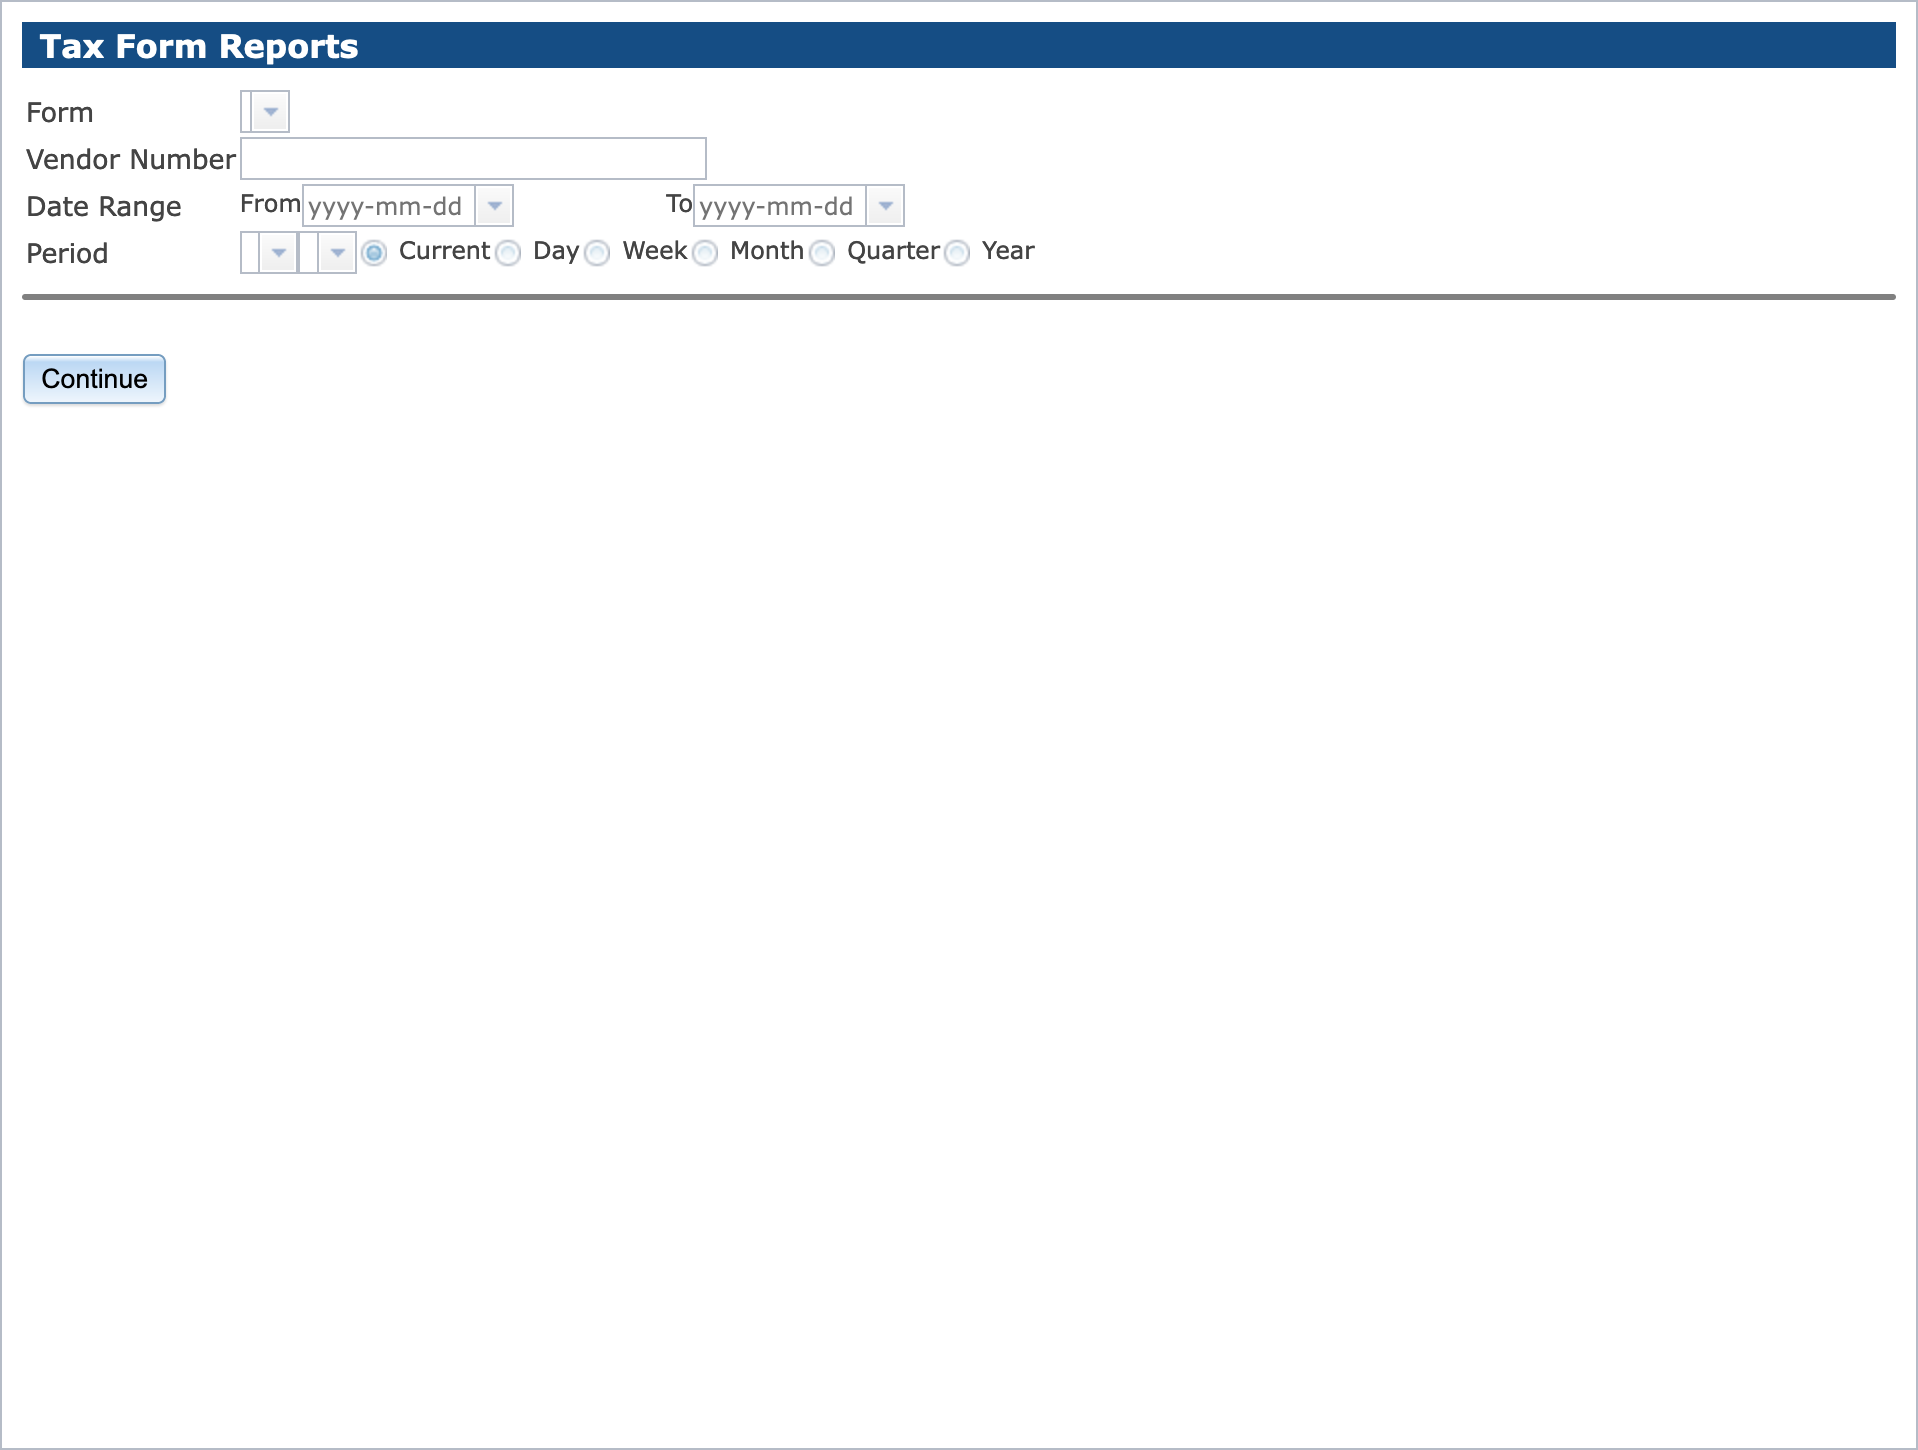 Tax Form Reports
Form
Vendor Number
Date Range From yyyy-mm-dd To yyyy-mm-dd
Period Current Day Week Month Quarter Year
Continue